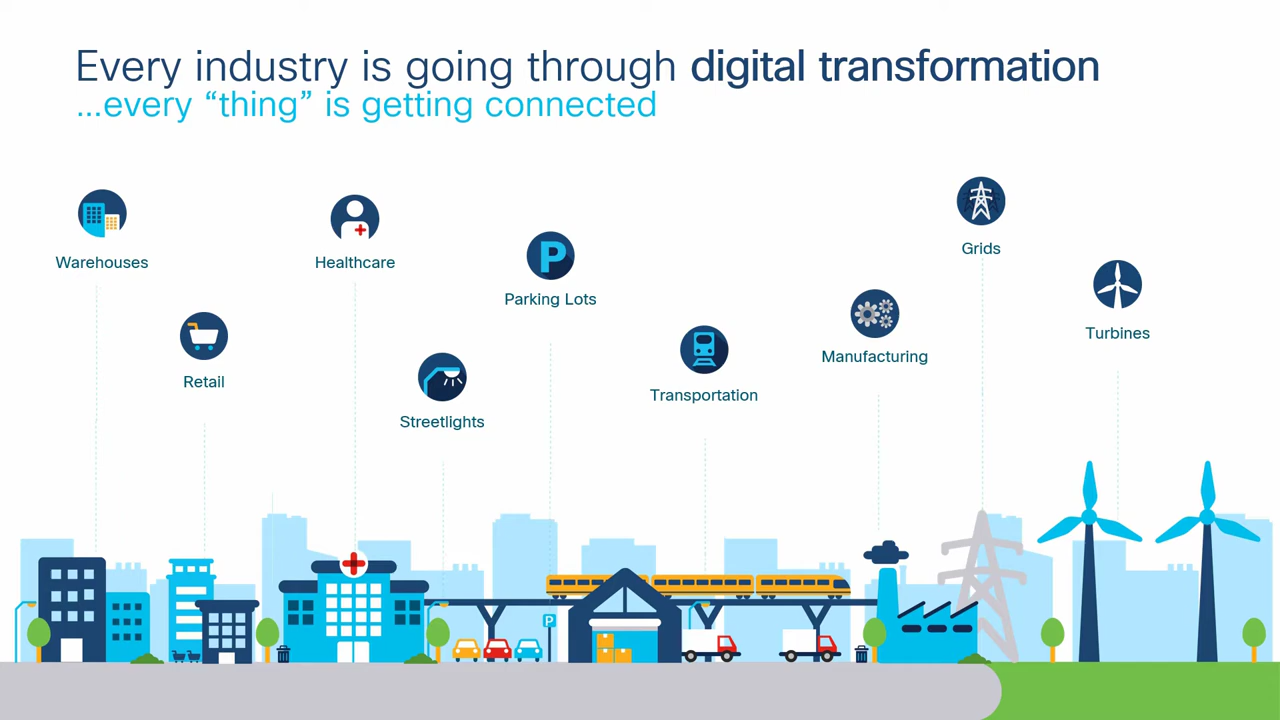 Every industry is going through digital transformation
...every “thing” is getting connected
Warehouses
Healthcare
Grids
Parking Lots
Turbines
Retail
Manufacturing
Transportation
Streetlights
P
P